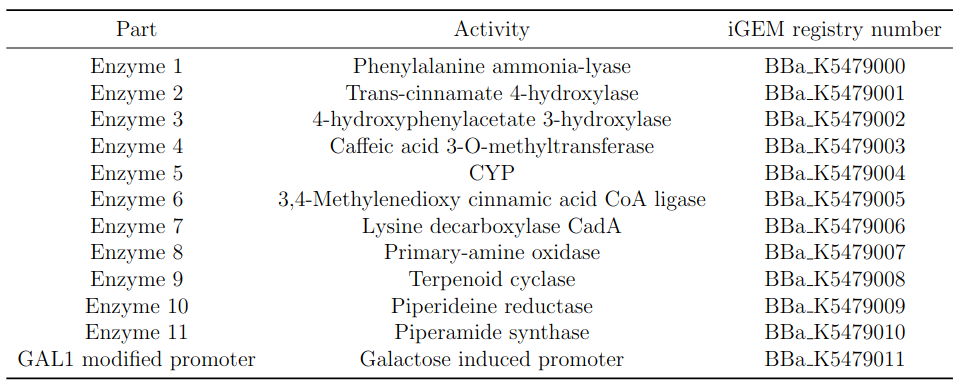 Part Activity iGEM registry number
Enzyme 1 Phenylalanine ammonia-lyase BBa_K5479000
Enzyme 2 Trans-cinnamate 4-hydroxylase BBa_K5479001
Enzyme 3 4-hydroxyphenylacetate 3-hydroxylase BBa_K5479002
Enzyme 4 Caffeic acid 3-O-methyltransferase BBa_K5479003
Enzyme 5 CYP BBa_K5479004
Enzyme 6 3,4-Methylenedioxy cinnamic acid CoA ligase BBa_K5479005
Enzyme 7 Lysine decarboxylase CadA BBa_K5479006
Enzyme 8 Primary-amine oxidase BBa_K5479007
Enzyme 9 Terpenoid cyclase BBa_K5479008
Enzyme 10 Piperideine reductase BBa_K5479009
Enzyme 11 Piperamide synthase BBa_K5479010
GAL1 modified promoter Galactose induced promoter BBa_K5479011